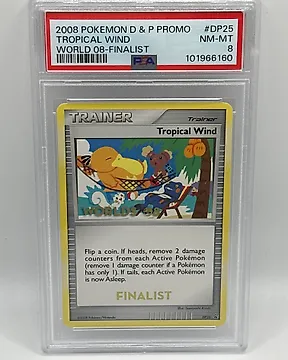 2008 POKEMON D & P PROMO #DP25
TROPICAL WIND NM-MT
WORLD 08-FINALIST PSA 8
101966160
TRAINER Trainer
Tropical Wind
WORLDS 08
Flip a coin. If heads, remove 2 damage
counters from each Active Pokémon
(remove 1 damage counter if a Pokémon
has only 1). If tails, each Active Pokémon
is now Asleep.
FINALIST